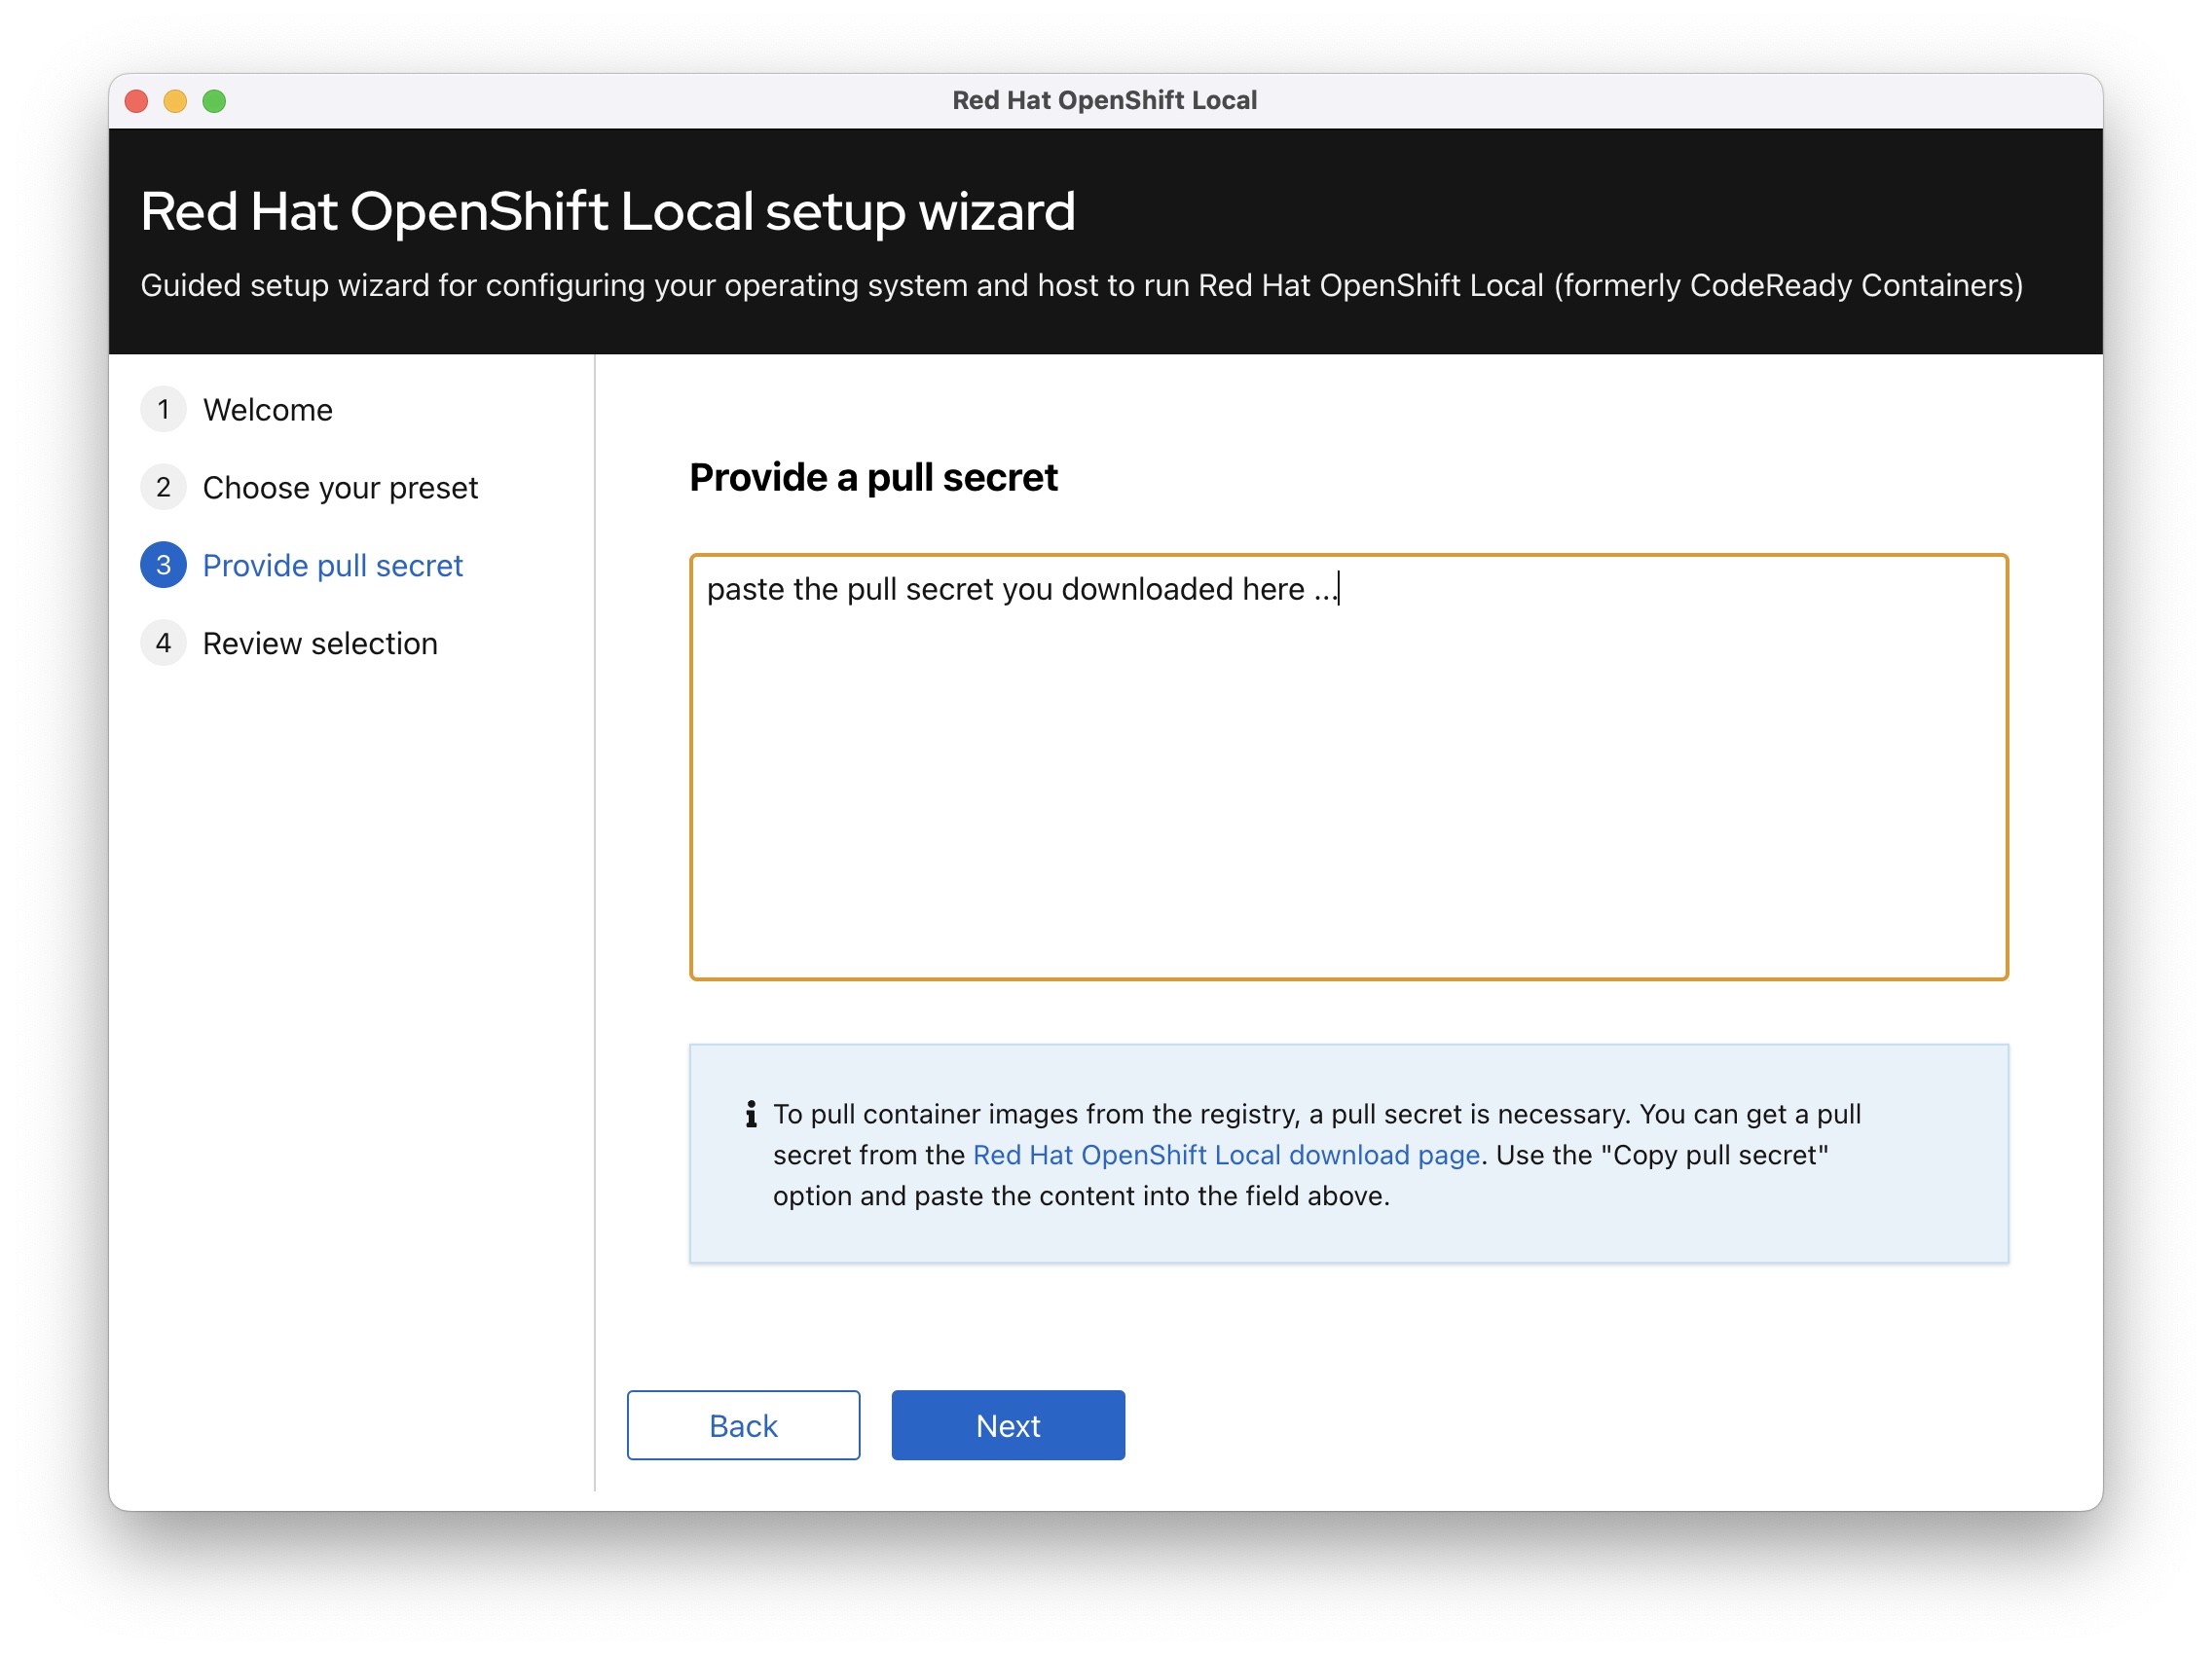 Red Hat OpenShift Local
Red Hat OpenShift Local setup wizard
Guided setup wizard for configuring your operating system and host to run Red Hat OpenShift Local (formerly CodeReady Containers)
1 Welcome
2 Choose your preset
3 Provide pull secret
4 Review selection
Provide a pull secret
paste the pull secret you downloaded here ...
To pull container images from the registry, a pull secret is necessary. You can get a pull
secret from the Red Hat OpenShift Local download page. Use the "Copy pull secret"
option and paste the content into the field above.
Back
Next